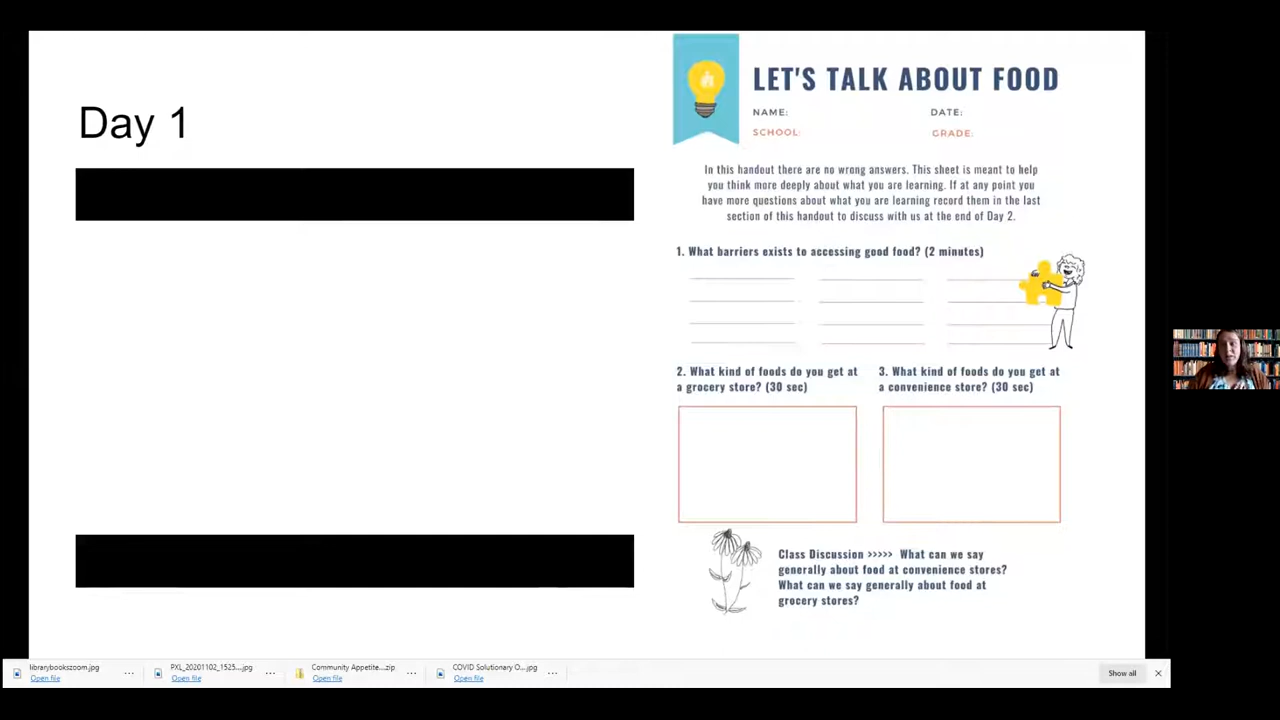 Day 1
LET'S TALK ABOUT FOOD
NAME:
DATE:
SCHOOL:
GRADE:
In this handout there are no wrong answers. This sheet is meant to help
you think more deeply about what you are learning. If at any point you
have more questions about what you are learning record them in the last
section of this handout to discuss with us at the end of Day 2.
1. What barriers exists to accessing good food? (2 minutes)
2. What kind of foods do you get at
a grocery store? (30 sec)
3. What kind of foods do you get at
a convenience store? (30 sec)
Class Discussion >>>>> What can we say
generally about food at convenience stores?
What can we say generally about food at
grocery stores?
librarybookszoom.jpg
Open file
PXL_20201102_1525....jpg
Open file
Community Appetite....zip
Open file
COVID Solutionary O....jpg
Open file
Show all